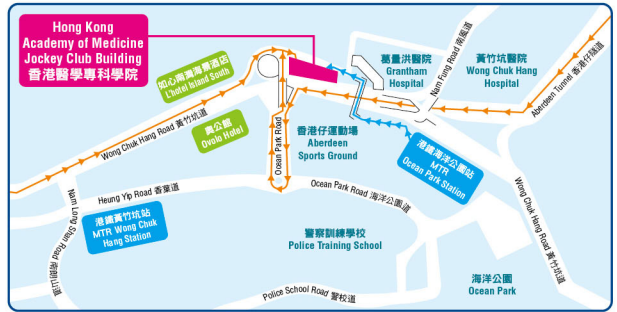 Hong Kong
Academy of Medicine
Jockey Club Building
香港醫學專科學院
如心南灣海景酒店
L'hotel Island South
奧公館
Ovolo Hotel
Wong Chuk Hang Road 黃竹坑道
葛量洪醫院
Grantham
Hospital
Nam Fung Road 南風道
黃竹坑醫院
Wong Chuk Hang
Hospital
Aberdeen Tunnel 香港仔隧道
Ocean Park Road
香港仔運動場
Aberdeen
Sports Ground
港鐵海洋公園站
MTR
Ocean Park Station
Heung Yip Road 香葉道
Ocean Park Road 海洋公園道
Nam Long Shan Road 南朗山道
港鐵黃竹坑站
MTR Wong Chuk
Hang Station
警察訓練學校
Police Training School
Wong Chuk Hang Road 黃竹坑道
海洋公園
Ocean Park
Police School Road 警校道